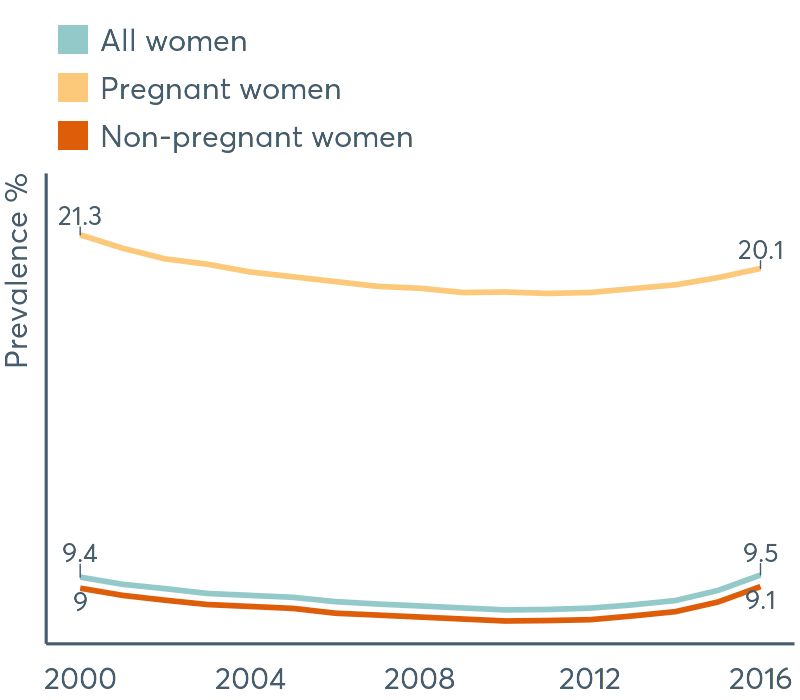 All women
Pregnant women
Non-pregnant women
Prevalence %
21.3
20.1
9.4
9.5
9
9.1
2000 2004 2008 2012 2016